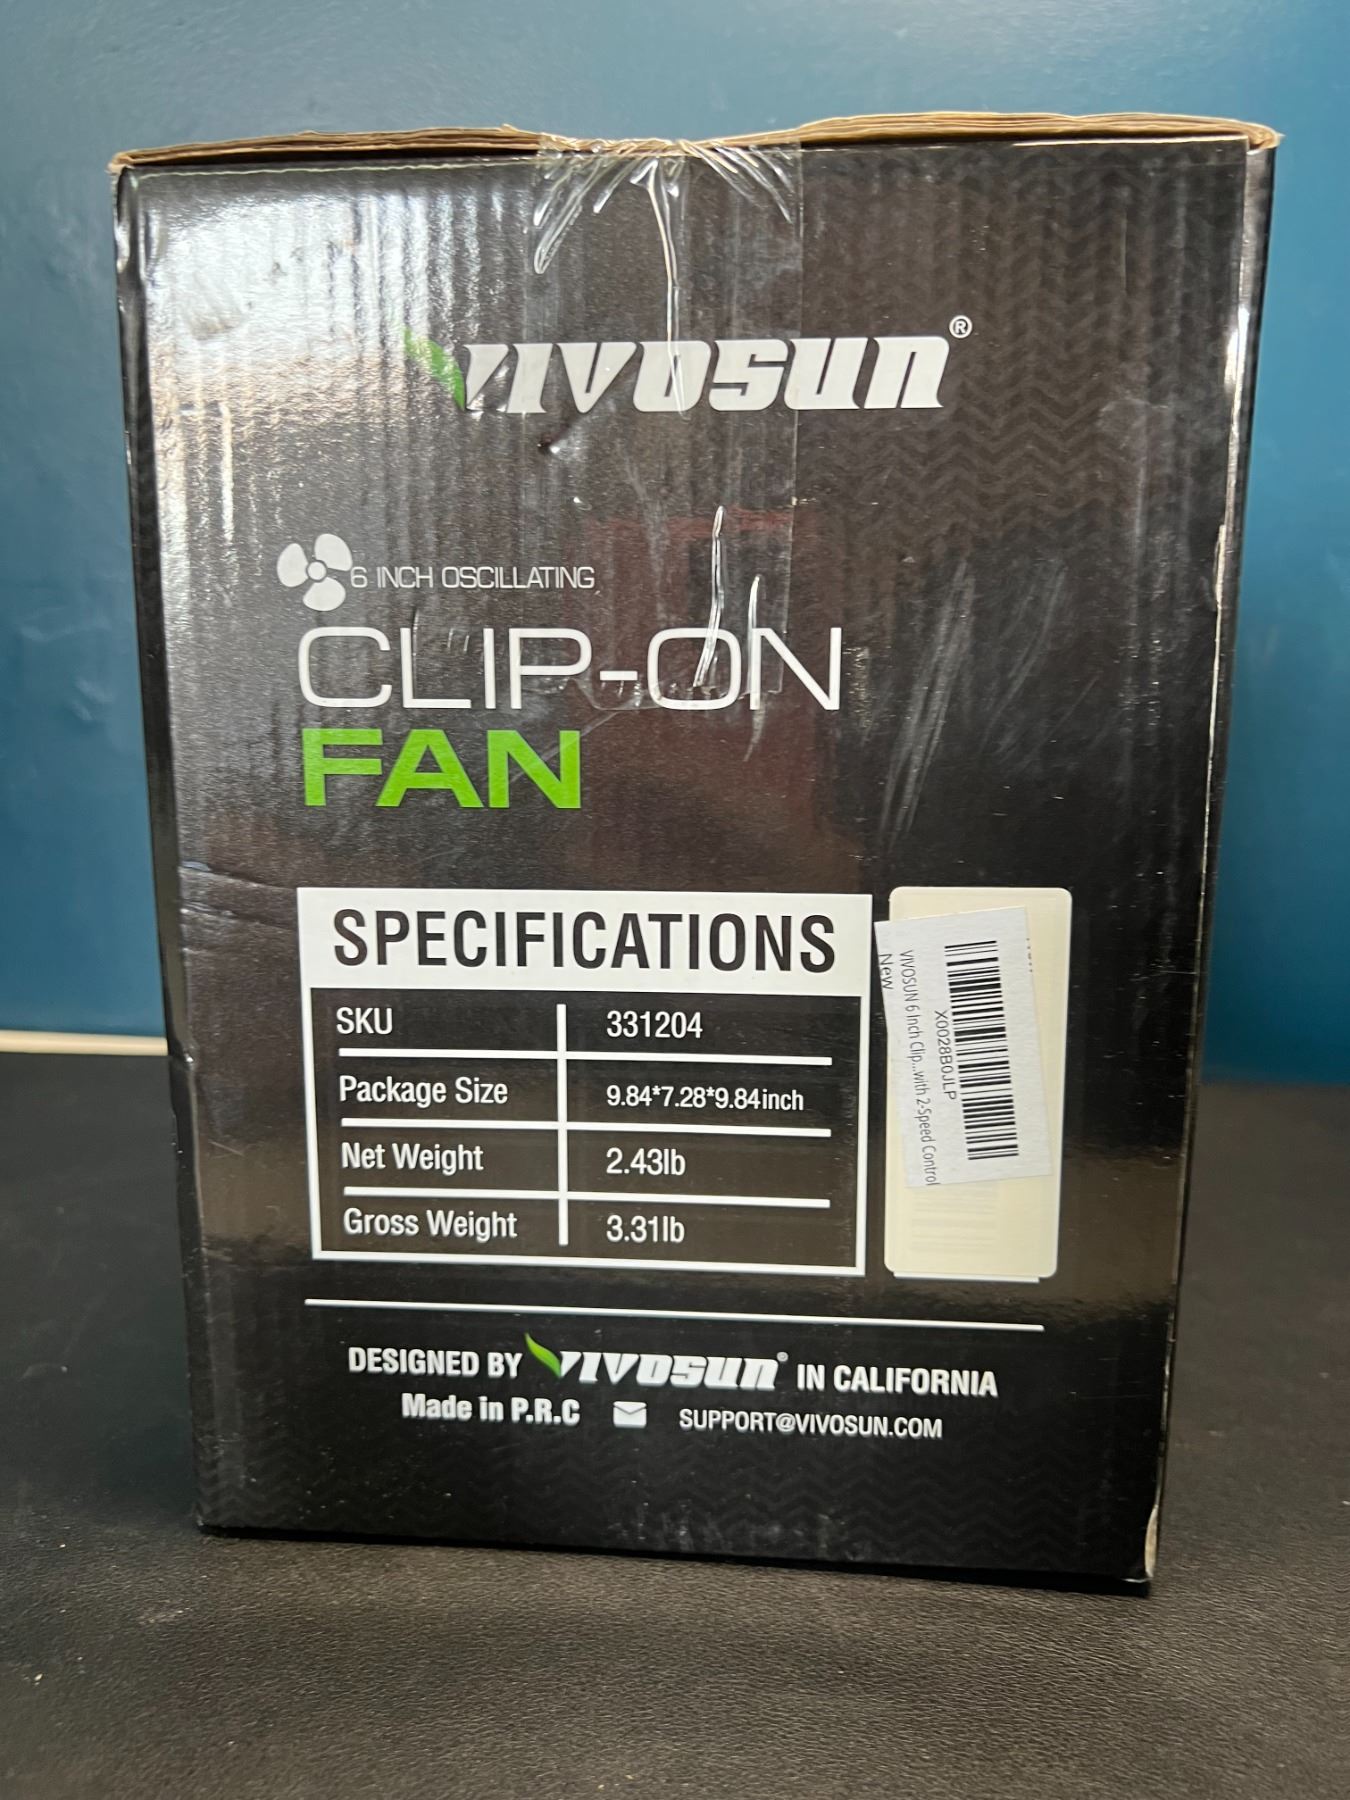 VIVOSUN®
6 INCH OSCILLATING
CLIP-ON
FAN
SPECIFICATIONS
SKU 331204
Package Size 9.84*7.28*9.84inch
Net Weight 2.43lb
Gross Weight 3.31lb
X0028B0JLP
VIVOSUN 6 Inch Clip...with 2-Speed Control
New
DESIGNED BY VIVOSUN® IN CALIFORNIA
Made in P.R.C SUPPORT@VIVOSUN.COM